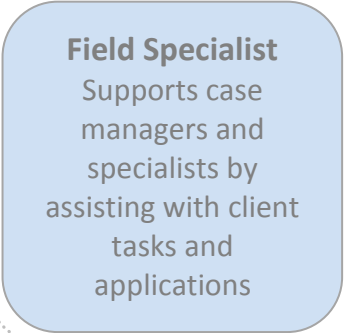 Field Specialist
Supports case
managers and
specialists by
assisting with client
tasks and
applications